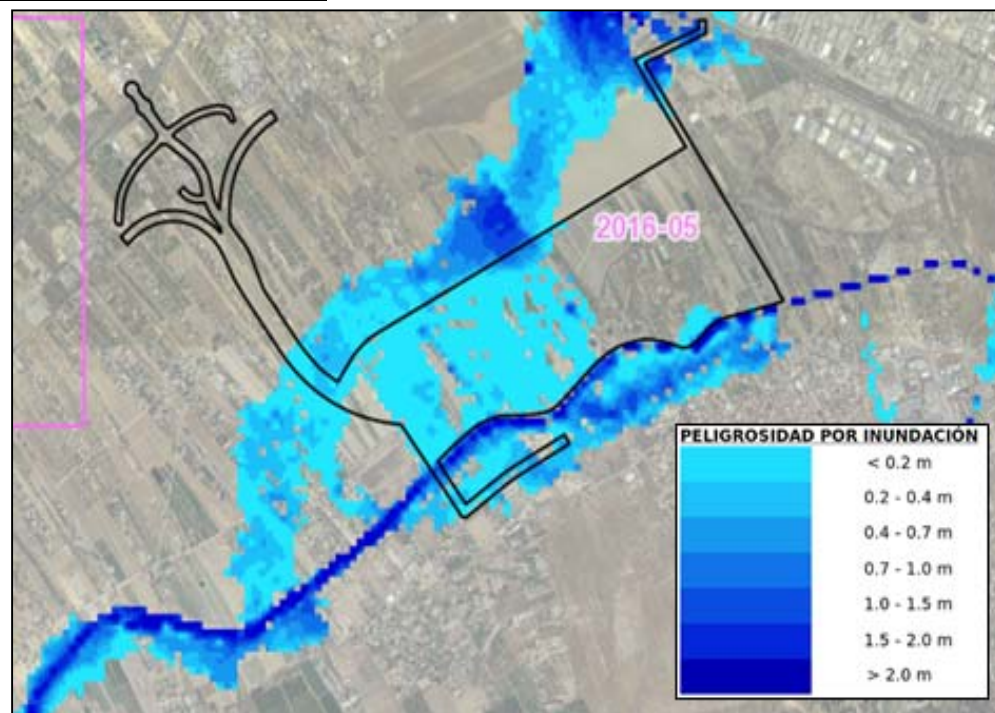 2016-05
PELIGROSIDAD POR INUNDACIÓN
< 0.2 m
0.2 - 0.4 m
0.4 - 0.7 m
0.7 - 1.0 m
1.0 - 1.5 m
1.5 - 2.0 m
> 2.0 m